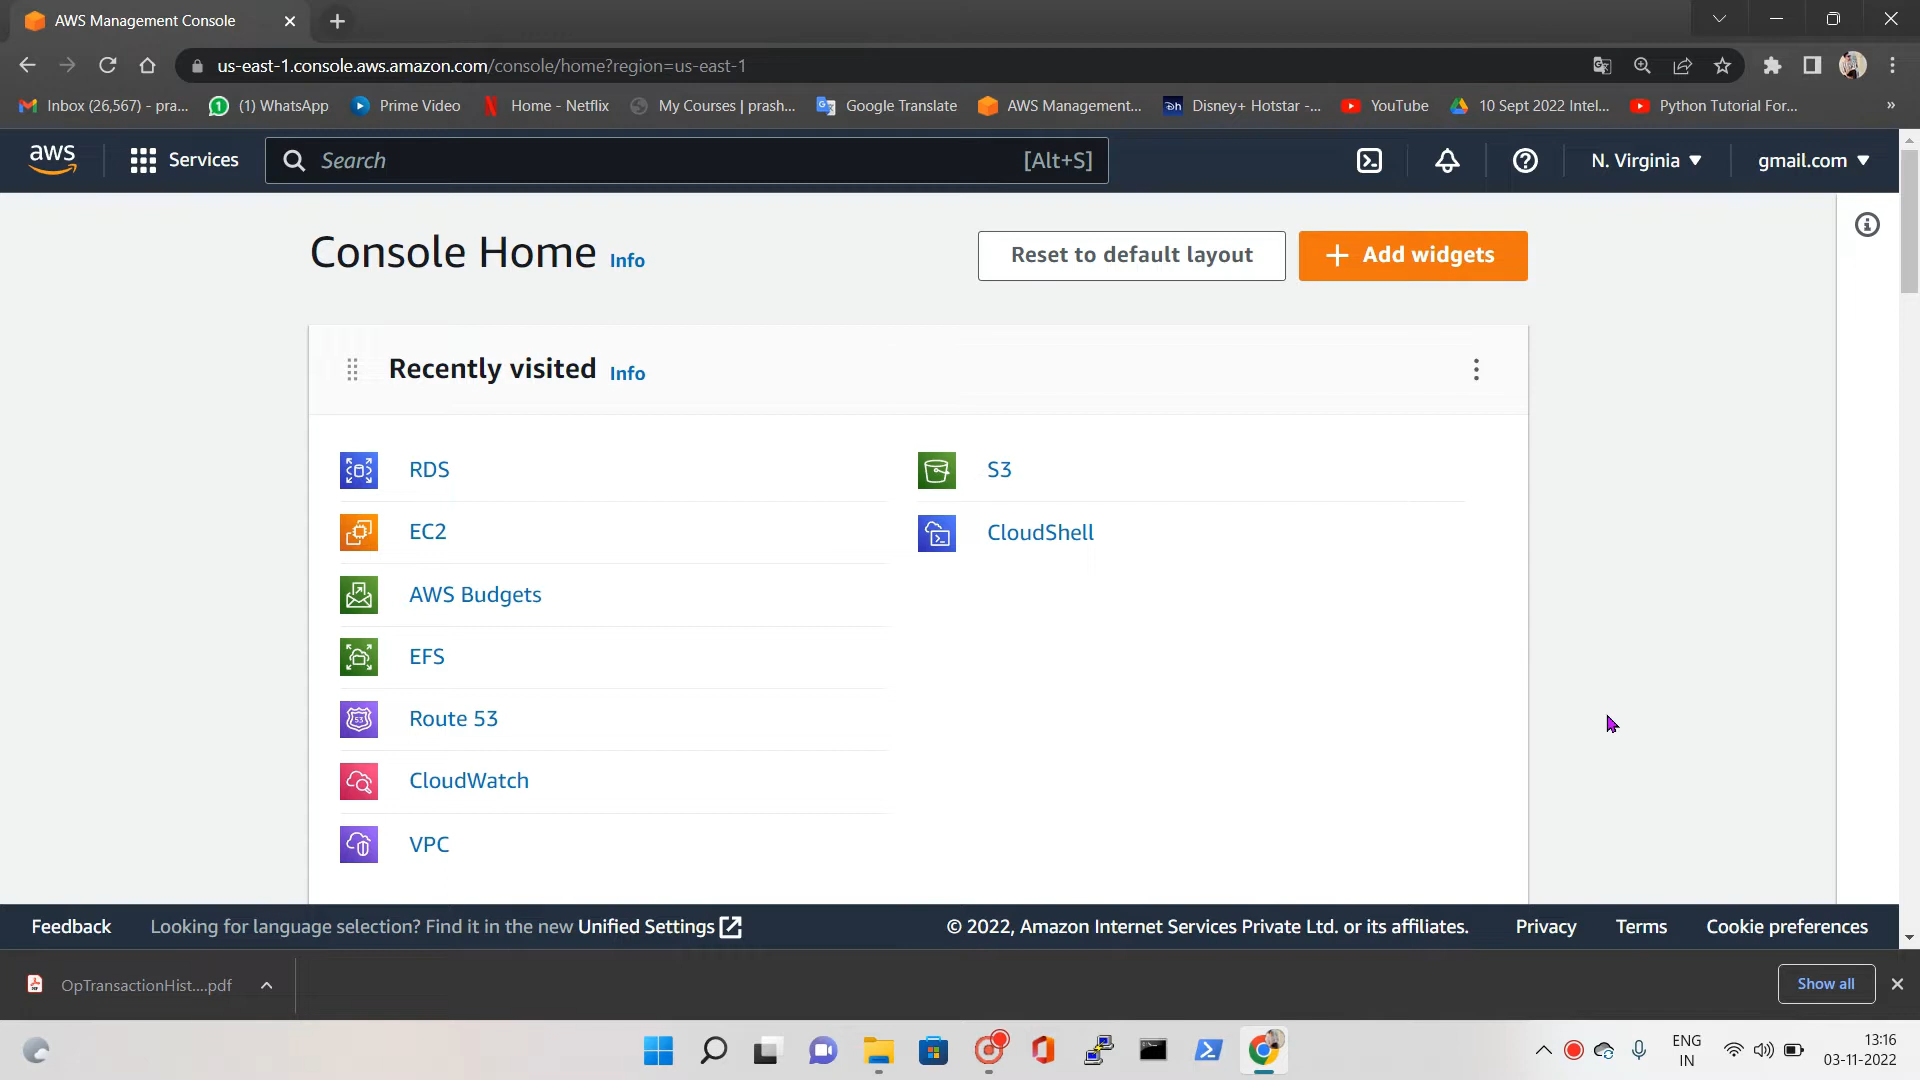 AWS Management Console
us-east-1.console.aws.amazon.com/console/home?region=us-east-1
Inbox (26,567) - pra...
(1) WhatsApp
Prime Video
Home - Netflix
My Courses | prash...
Google Translate
AWS Management...
Disney+ Hotstar -...
YouTube
10 Sept 2022 Intel...
Python Tutorial For...
»
aws
Services
Search
[Alt+S]
N. Virginia
gmail.com
Console Home Info
Reset to default layout
+ Add widgets
Recently visited Info
RDS
S3
EC2
CloudShell
AWS Budgets
EFS
53
Route 53
CloudWatch
VPC
Feedback
Looking for language selection? Find it in the new Unified Settings
© 2022, Amazon Internet Services Private Ltd. or its affiliates.
Privacy
Terms
Cookie preferences
OpTransactionHist....pdf
Show all
ENG
IN
13:16
03-11-2022